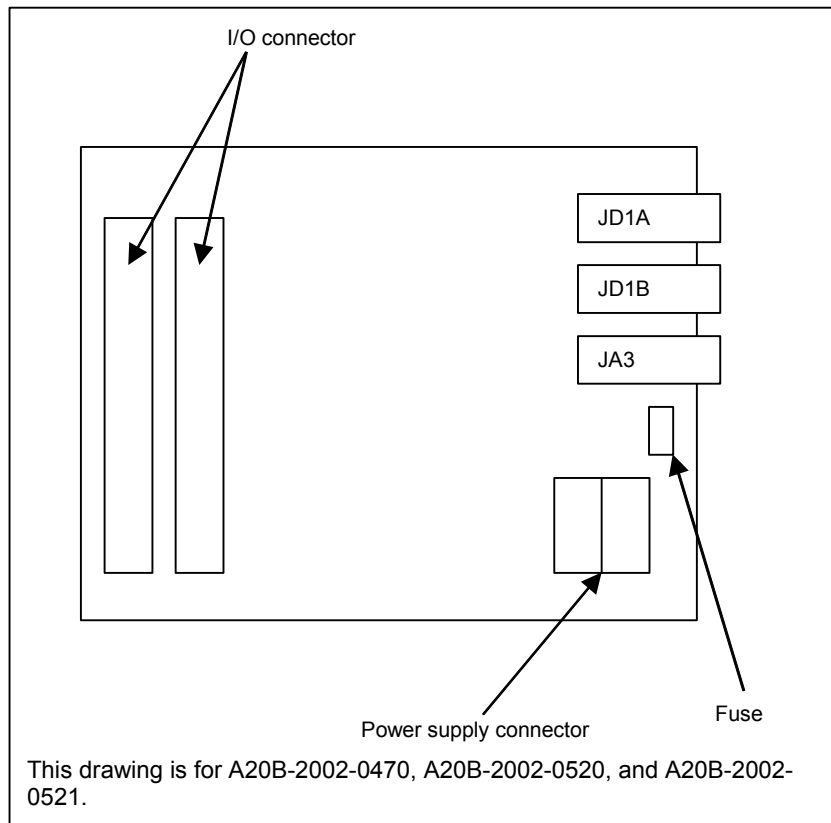 I/O connector
JD1A
JD1B
JA3
Fuse
Power supply connector
This drawing is for A20B-2002-0470, A20B-2002-0520, and A20B-2002-
0521.